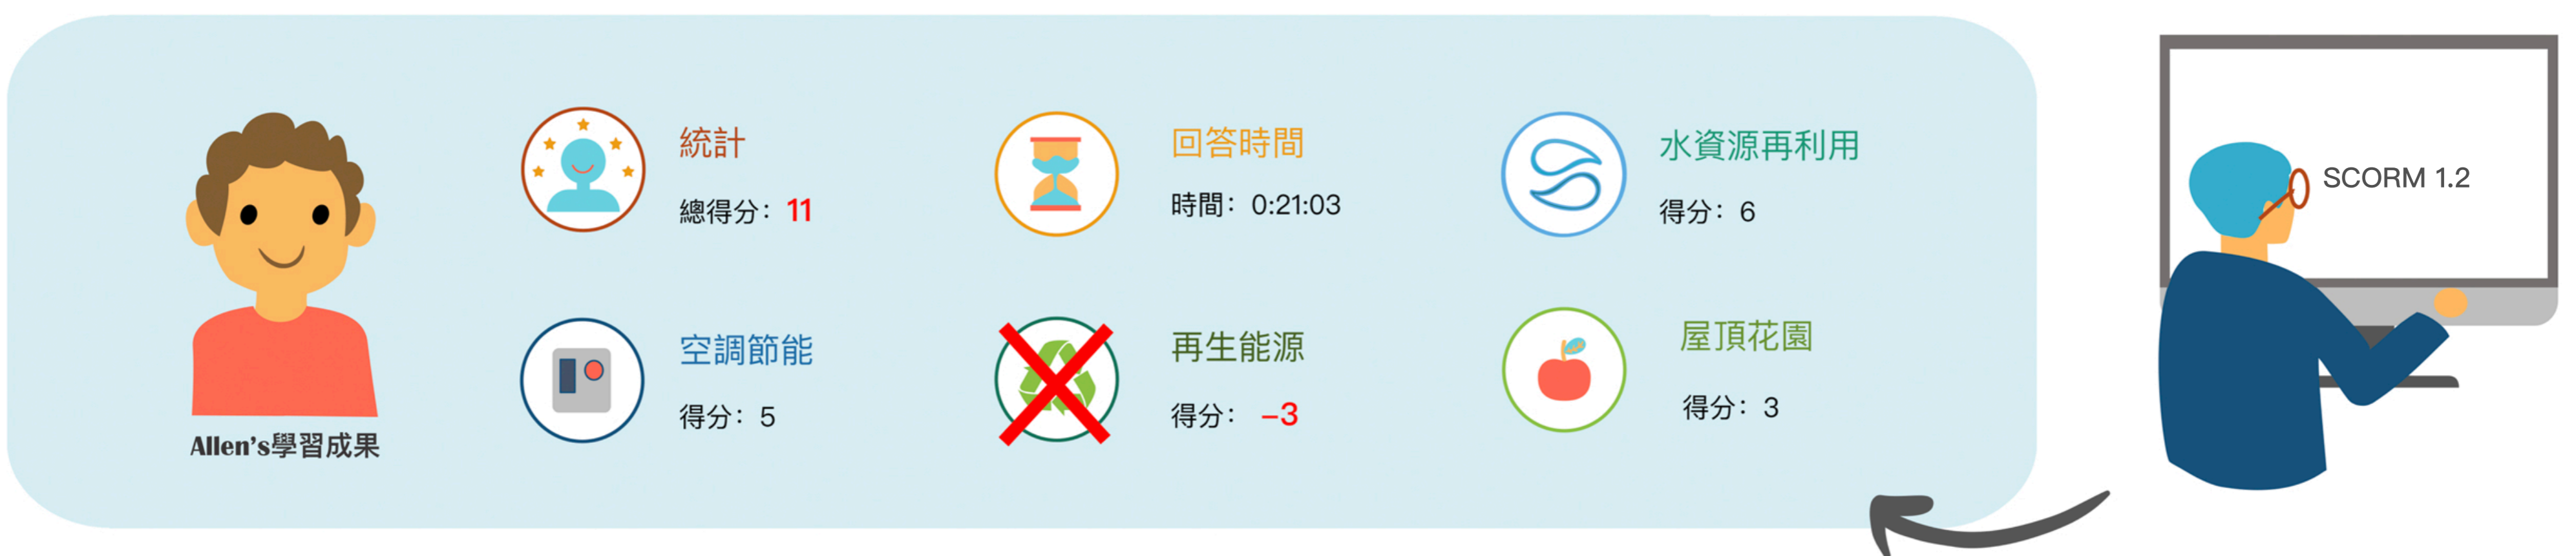 統計
總得分：11
回答時間
時間：0:21:03
水資源再利用
得分：6
SCORM 1.2
空調節能
得分：5
再生能源
得分：-3
屋頂花園
得分：3
Allen's學習成果